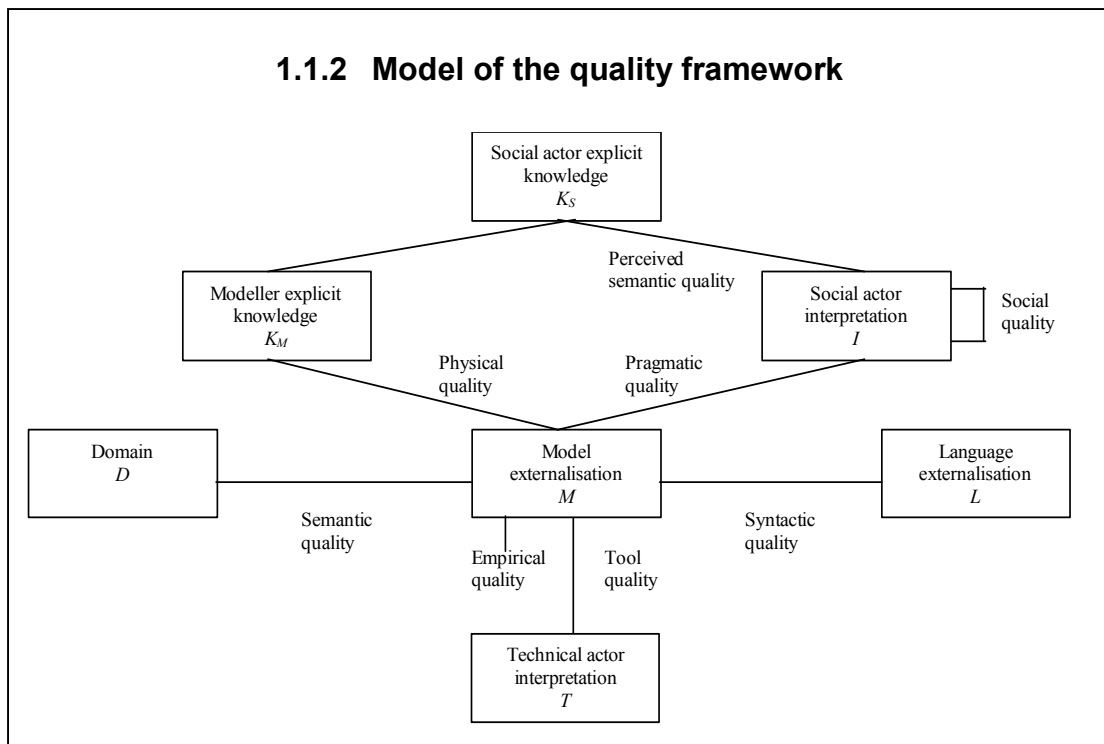 1.1.2 Model of the quality framework
Social actor explicit
knowledge
K_S
Perceived
semantic quality
Modeller explicit
knowledge
K_M
Social actor
interpretation
I
Social
quality
Physical
quality
Pragmatic
quality
Domain
D
Model
externalisation
M
Language
externalisation
L
Semantic
quality
Empirical
quality
Tool
quality
Syntactic
quality
Technical actor
interpretation
T